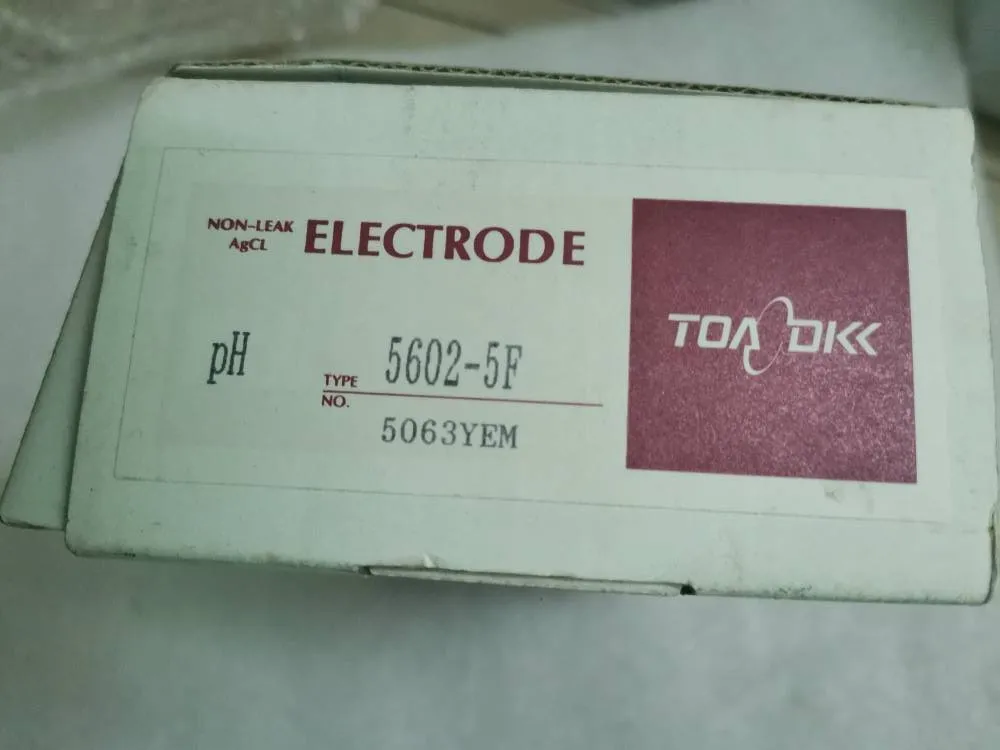 NON-LEAK
AgCL
ELECTRODE
pH
TYPE 5602-5F
NO.
5063YEM
TOA DKK